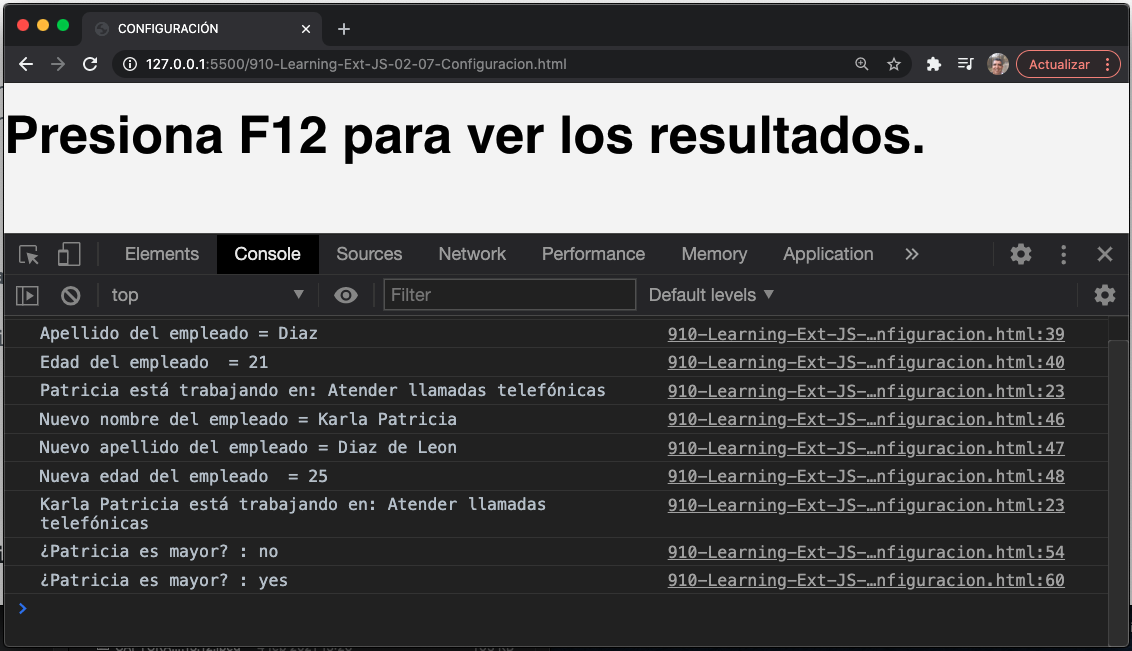 CONFIGURACIÓN
127.0.0.1:5500/910-Learning-Ext-JS-02-07-Configuracion.html
Actualizar
Presiona F12 para ver los resultados.
Elements Console Sources Network Performance Memory Application
top Filter Default levels
Apellido del empleado = Diaz 910-Learning-Ext-JS-…nfiguracion.html:39
Edad del empleado  = 21 910-Learning-Ext-JS-…nfiguracion.html:40
Patricia está trabajando en: Atender llamadas telefónicas 910-Learning-Ext-JS-…nfiguracion.html:23
Nuevo nombre del empleado = Karla Patricia 910-Learning-Ext-JS-…nfiguracion.html:46
Nuevo apellido del empleado = Diaz de Leon 910-Learning-Ext-JS-…nfiguracion.html:47
Nueva edad del empleado  = 25 910-Learning-Ext-JS-…nfiguracion.html:48
Karla Patricia está trabajando en: Atender llamadas 910-Learning-Ext-JS-…nfiguracion.html:23
telefónicas
¿Patricia es mayor? : no 910-Learning-Ext-JS-…nfiguracion.html:54
¿Patricia es mayor? : yes 910-Learning-Ext-JS-…nfiguracion.html:60